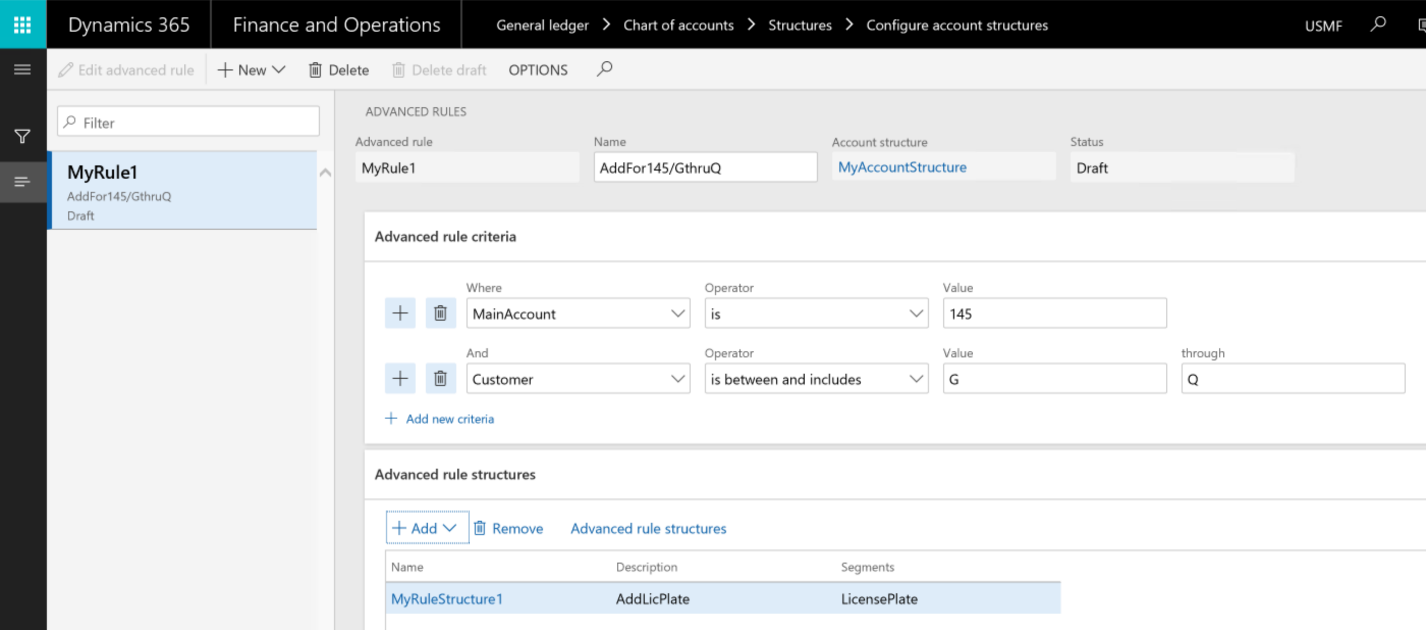 Dynamics 365 Finance and Operations General ledger > Chart of accounts > Structures > Configure account structures USMF
Edit advanced rule + New Delete Delete draft OPTIONS
Filter
MyRule1
AddFor145/GthruQ
Draft
ADVANCED RULES
Advanced rule Name Account structure Status
MyRule1 AddFor145/GthruQ MyAccountStructure Draft
Advanced rule criteria
Where Operator Value
MainAccount is 145
And Operator Value through
Customer is between and includes G Q
+ Add new criteria
Advanced rule structures
+ Add Remove Advanced rule structures
Name Description Segments
MyRuleStructure1 AddLicPlate LicensePlate